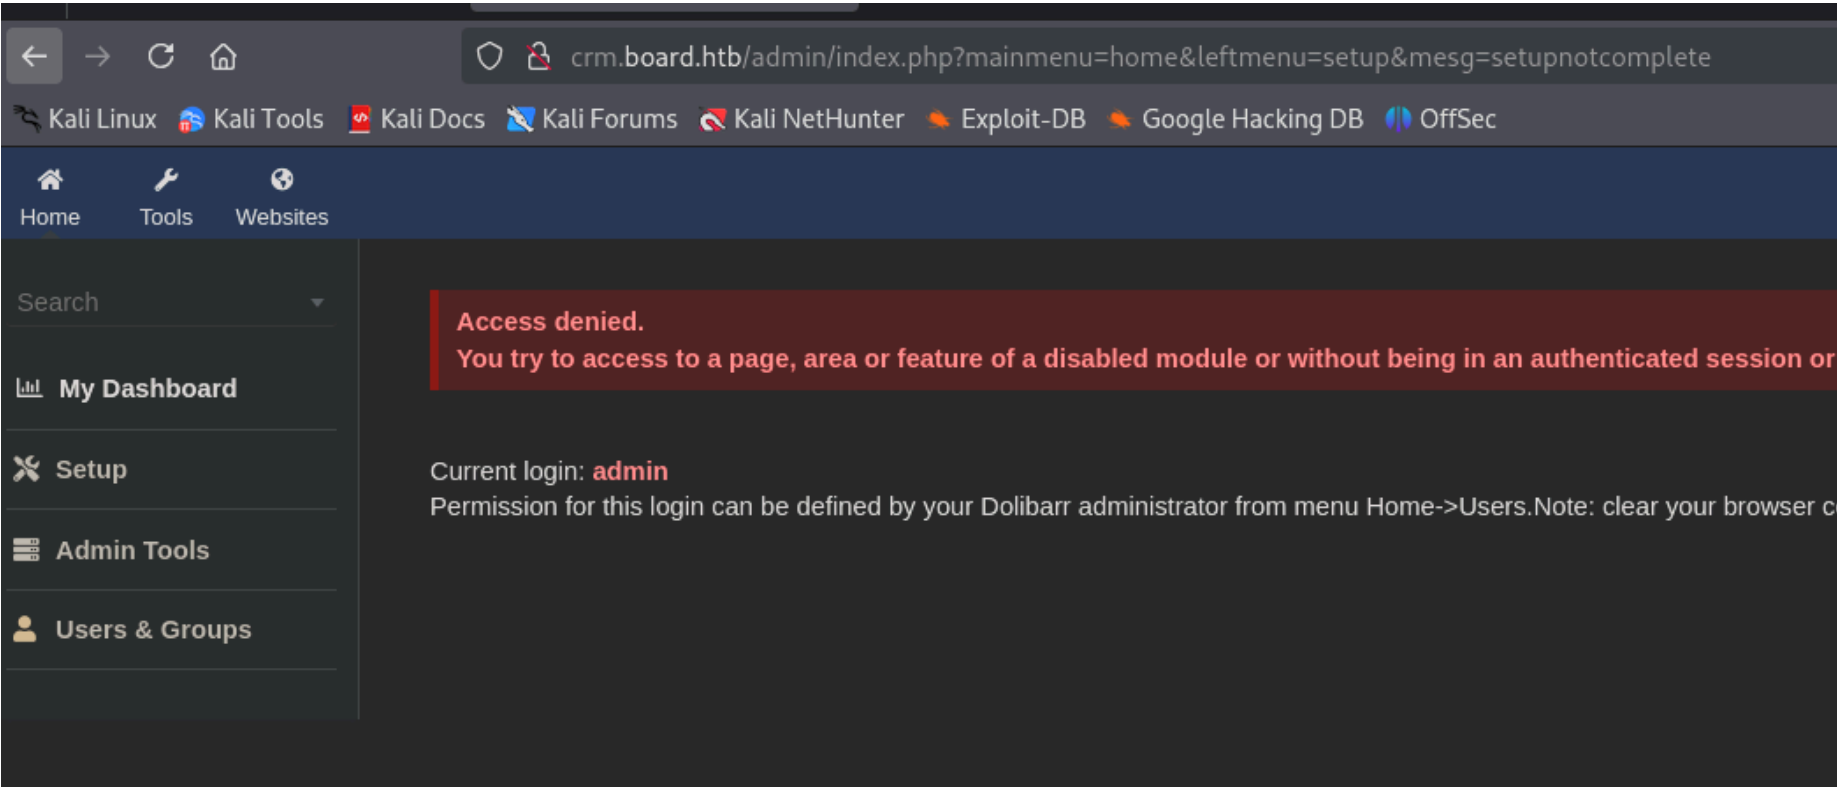 crm.board.htb/admin/index.php?mainmenu=home&leftmenu=setup&mesg=setupnotcomplete
Kali Linux Kali Tools Kali Docs Kali Forums Kali NetHunter Exploit-DB Google Hacking DB OffSec
Home Tools Websites
Search
My Dashboard
Setup
Admin Tools
Users & Groups
Access denied.
You try to access to a page, area or feature of a disabled module or without being in an authenticated session or
Current login: admin
Permission for this login can be defined by your Dolibarr administrator from menu Home->Users.Note: clear your browser